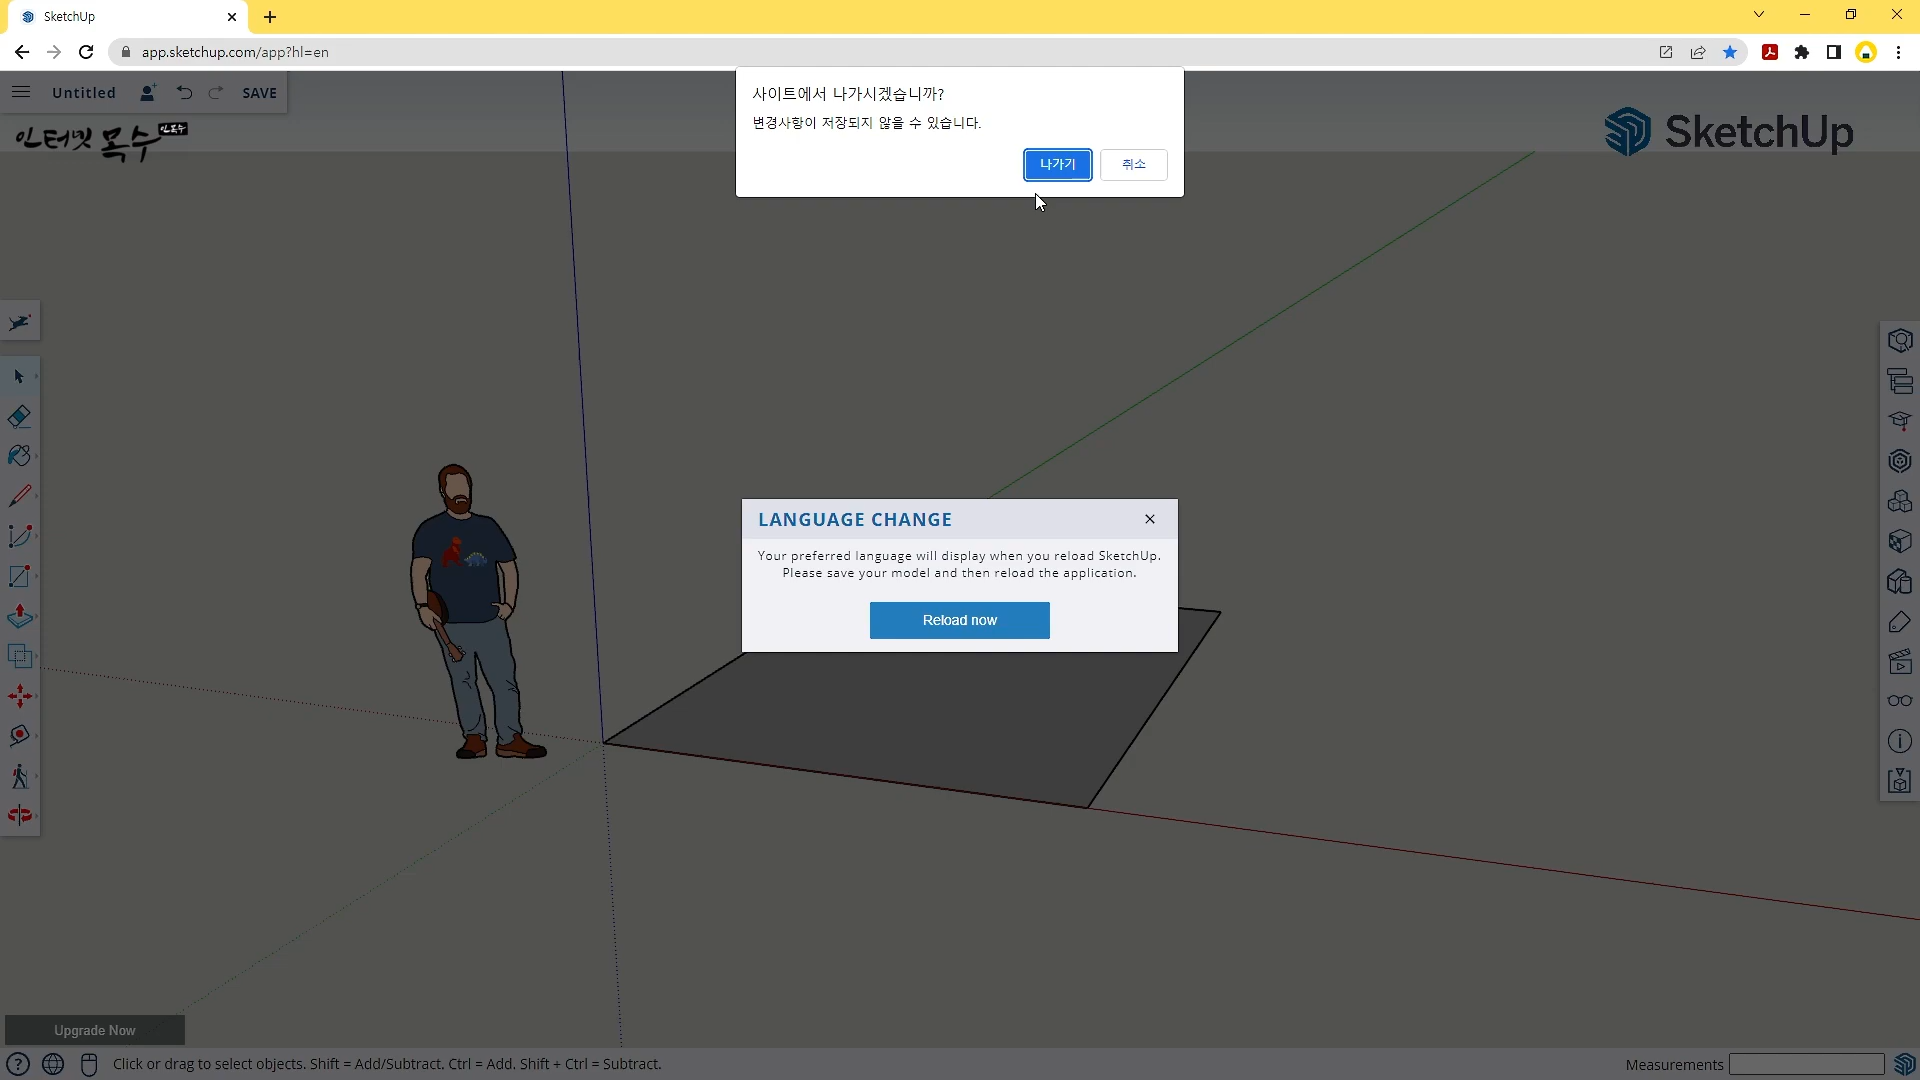 SketchUp
app.sketchup.com/app?hl=en
Untitled
SAVE
사이트에서 나가시겠습니까?
변경사항이 저장되지 않을 수 있습니다.
나가기
취소
인터넷 목수
인목수
SketchUp
LANGUAGE CHANGE
Your preferred language will display when you reload SketchUp.
Please save your model and then reload the application.
Reload now
Upgrade Now
Click or drag to select objects. Shift = Add/Subtract. Ctrl = Add. Shift + Ctrl = Subtract.
Measurements